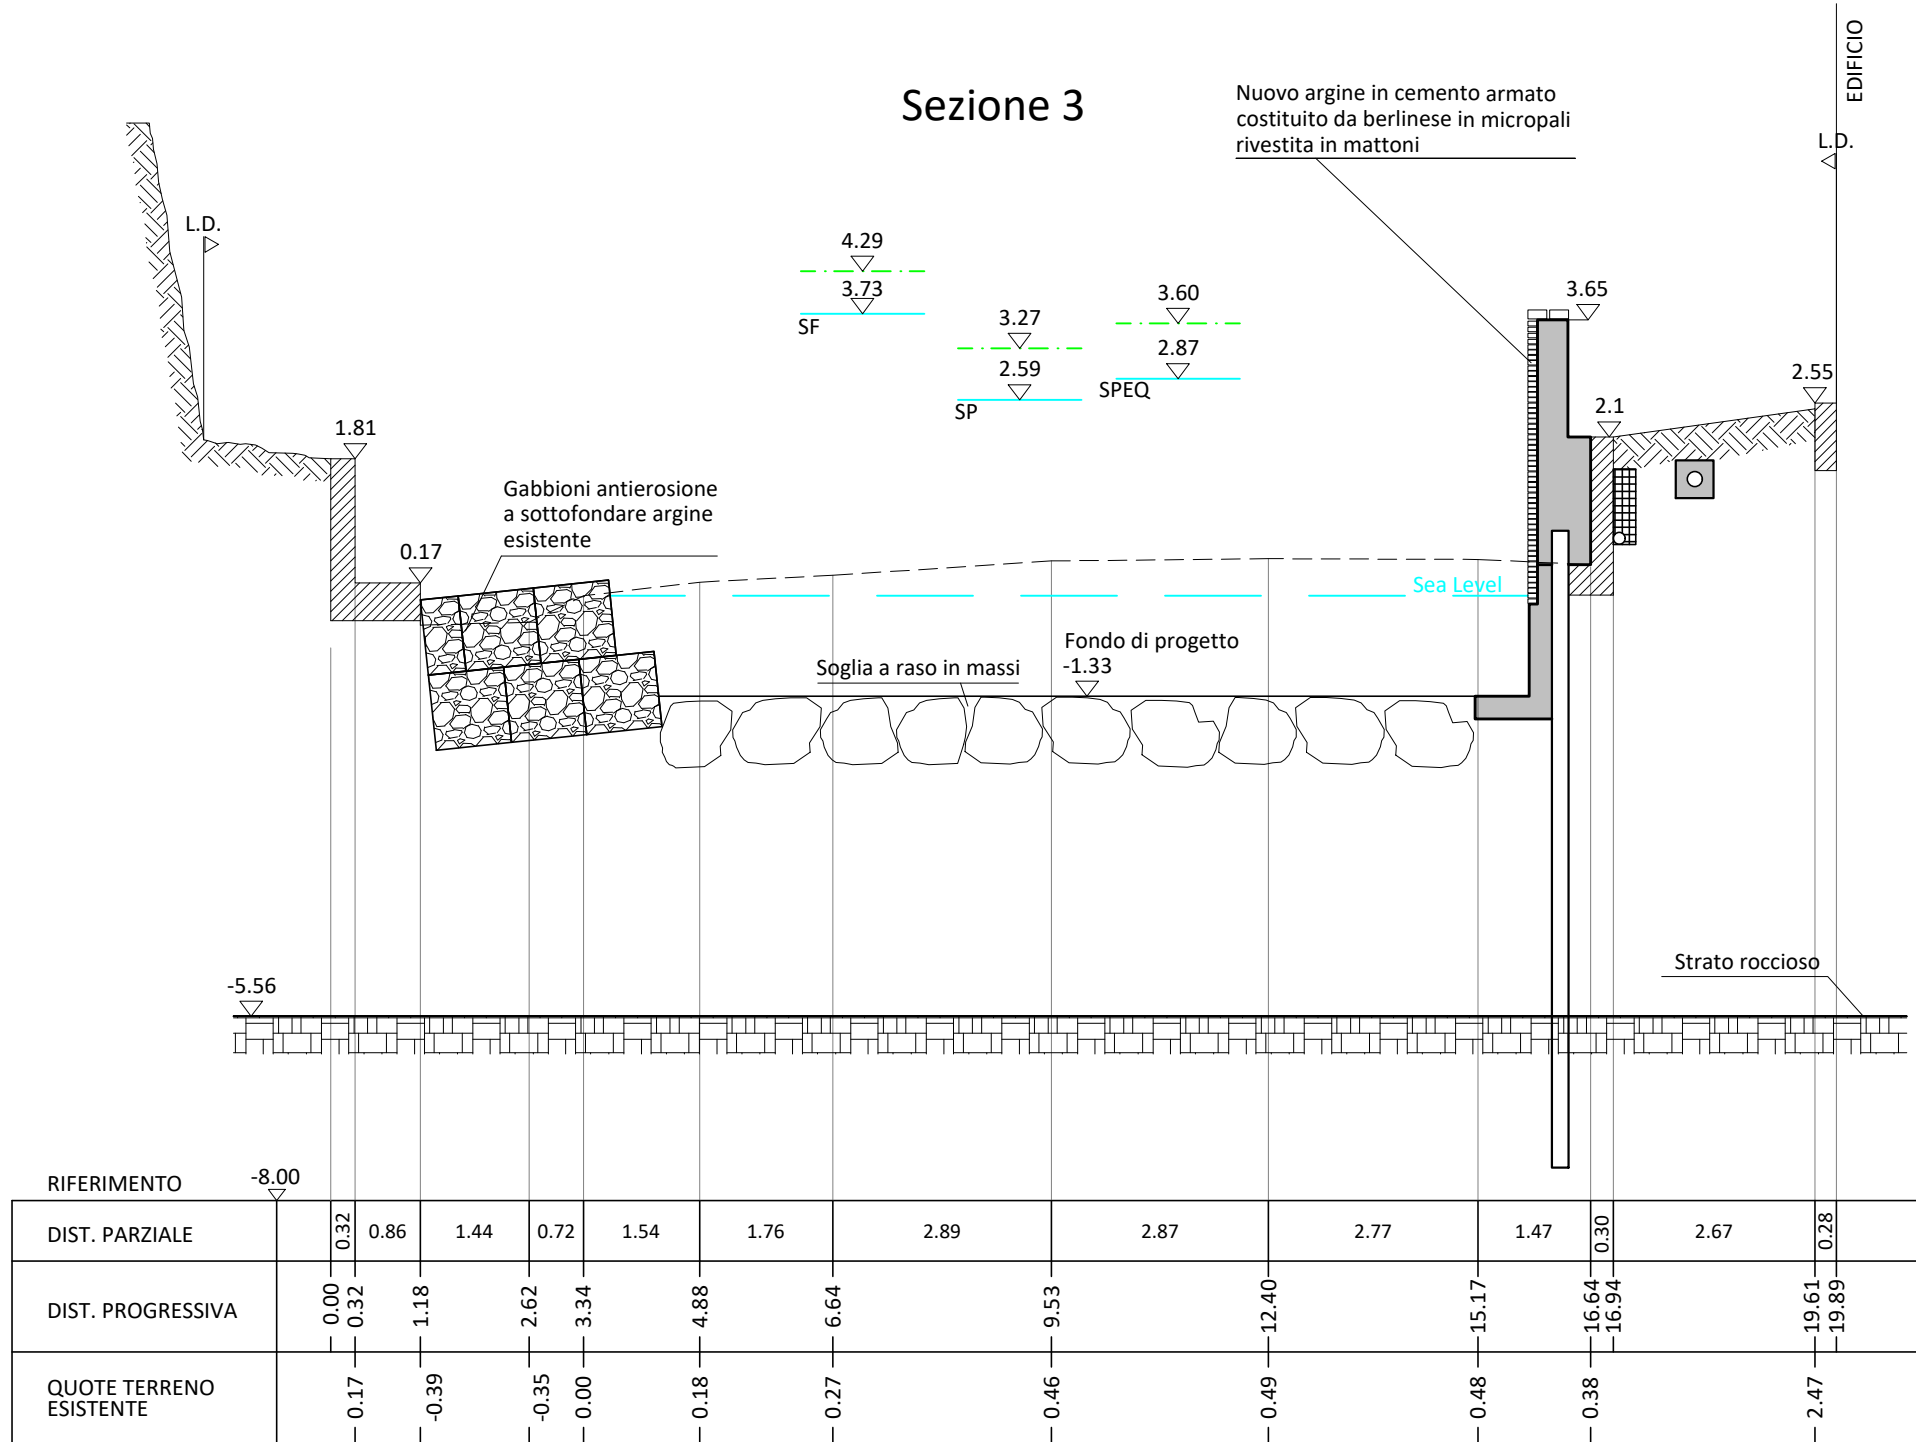 EDIFICIO
Sezione 3
Nuovo argine in cemento armato
costituito da berlinese in micropali
rivestita in mattoni
L.D.
L.D.
4.29
3.73
SF
3.27
2.59
SP
3.60
2.87
SPEQ
3.65
2.55
2.1
1.81
Gabbioni antierosione
a sottofondare argine
esistente
0.17
Sea Level
Fondo di progetto
-1.33
Soglia a raso in massi
Strato roccioso
-5.56
-8.00
RIFERIMENTO
DIST. PARZIALE 0.32 0.86 1.44 0.72 1.54 1.76 2.89 2.87 2.77 1.47 0.30 2.67 0.28
DIST. PROGRESSIVA 0.00 0.32 1.18 2.62 3.34 4.88 6.64 9.53 12.40 15.17 16.64 16.94 19.61 19.89
QUOTE TERRENO
ESISTENTE
0.17 -0.39 -0.35 0.00 0.18 0.27 0.46 0.49 0.48 0.38 2.47